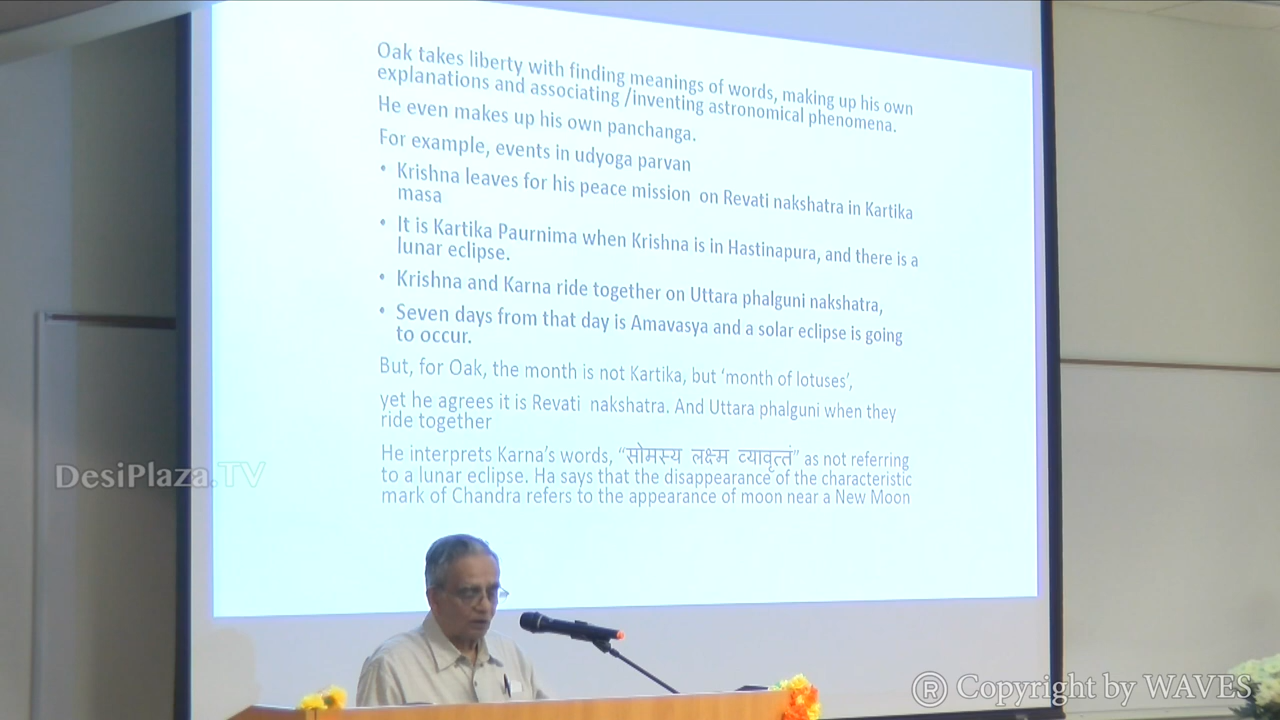 Oak takes liberty with finding meanings of words, making up his own
explanations and associating /inventing astronomical phenomena.
He even makes up his own panchanga.
For example, events in udyoga parvan
• Krishna leaves for his peace mission on Revati nakshatra in Kartika
masa
• It is Kartika Paurnima when Krishna is in Hastinapura, and there is a
lunar eclipse.
• Krishna and Karna ride together on Uttara phalguni nakshatra,
• Seven days from that day is Amavasya and a solar eclipse is going
to occur.
But, for Oak, the month is not Kartika, but ‘month of lotuses’,
yet he agrees it is Revati nakshatra. And Uttara phalguni when they
ride together
He interprets Karna’s words, “सोमस्य लक्ष्म व्यावृत्तं” as not referring
to a lunar eclipse. Ha says that the disappearance of the characteristic
mark of Chandra refers to the appearance of moon near a New Moon
DesiPlaza.TV
® Copyright by WAVES